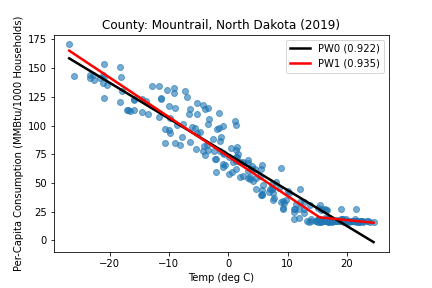 County: Mountrail, North Dakota (2019)
PW0 (0.922)
PW1 (0.935)
Per-Capita Consumption (MMBtu/1000 Households)
175
150
125
100
75
50
25
0
−20 −10 0 10 20
Temp (deg C)